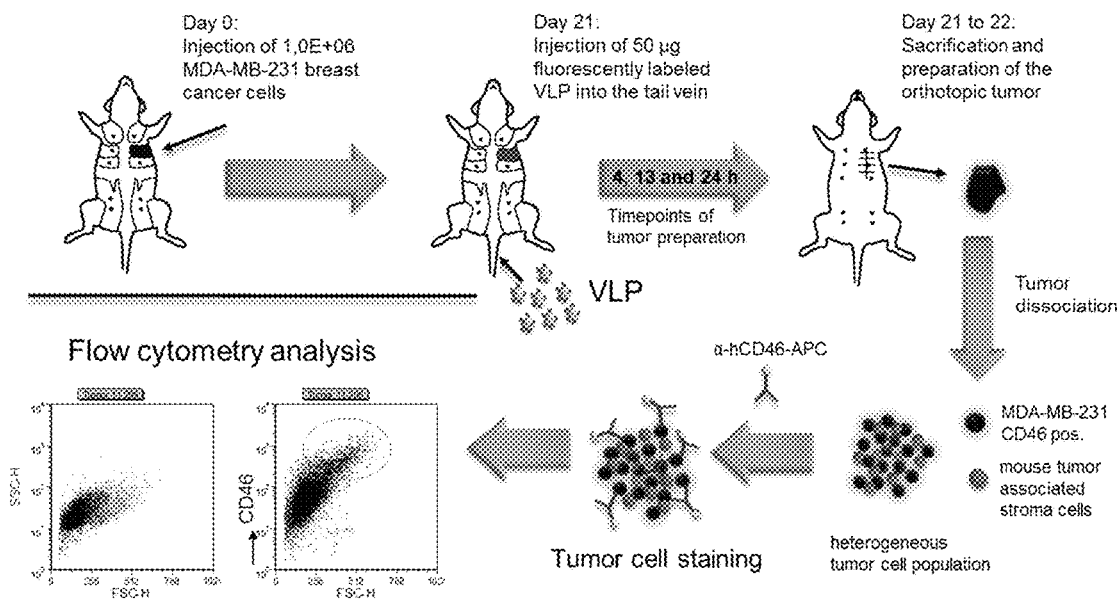 Day 0:
Injection of 1,0E+06
MDA-MB-231 breast
cancer cells
Day 21:
Injection of 50 µg
fluorescently labeled
VLP into the tail vein
Day 21 to 22:
Sacrification and
preparation of the
orthotopic tumor
4, 13 and 24 h
Timepoints of
tumor preparation
VLP
Tumor
dissociation
Flow cytometry analysis
α-hCD46-APC
MDA-MB-231
CD46 pos.
mouse tumor
associated
stroma cells
heterogeneous
tumor cell population
Tumor cell staining
SSC-H
FSC-H
CD46
FSC-H